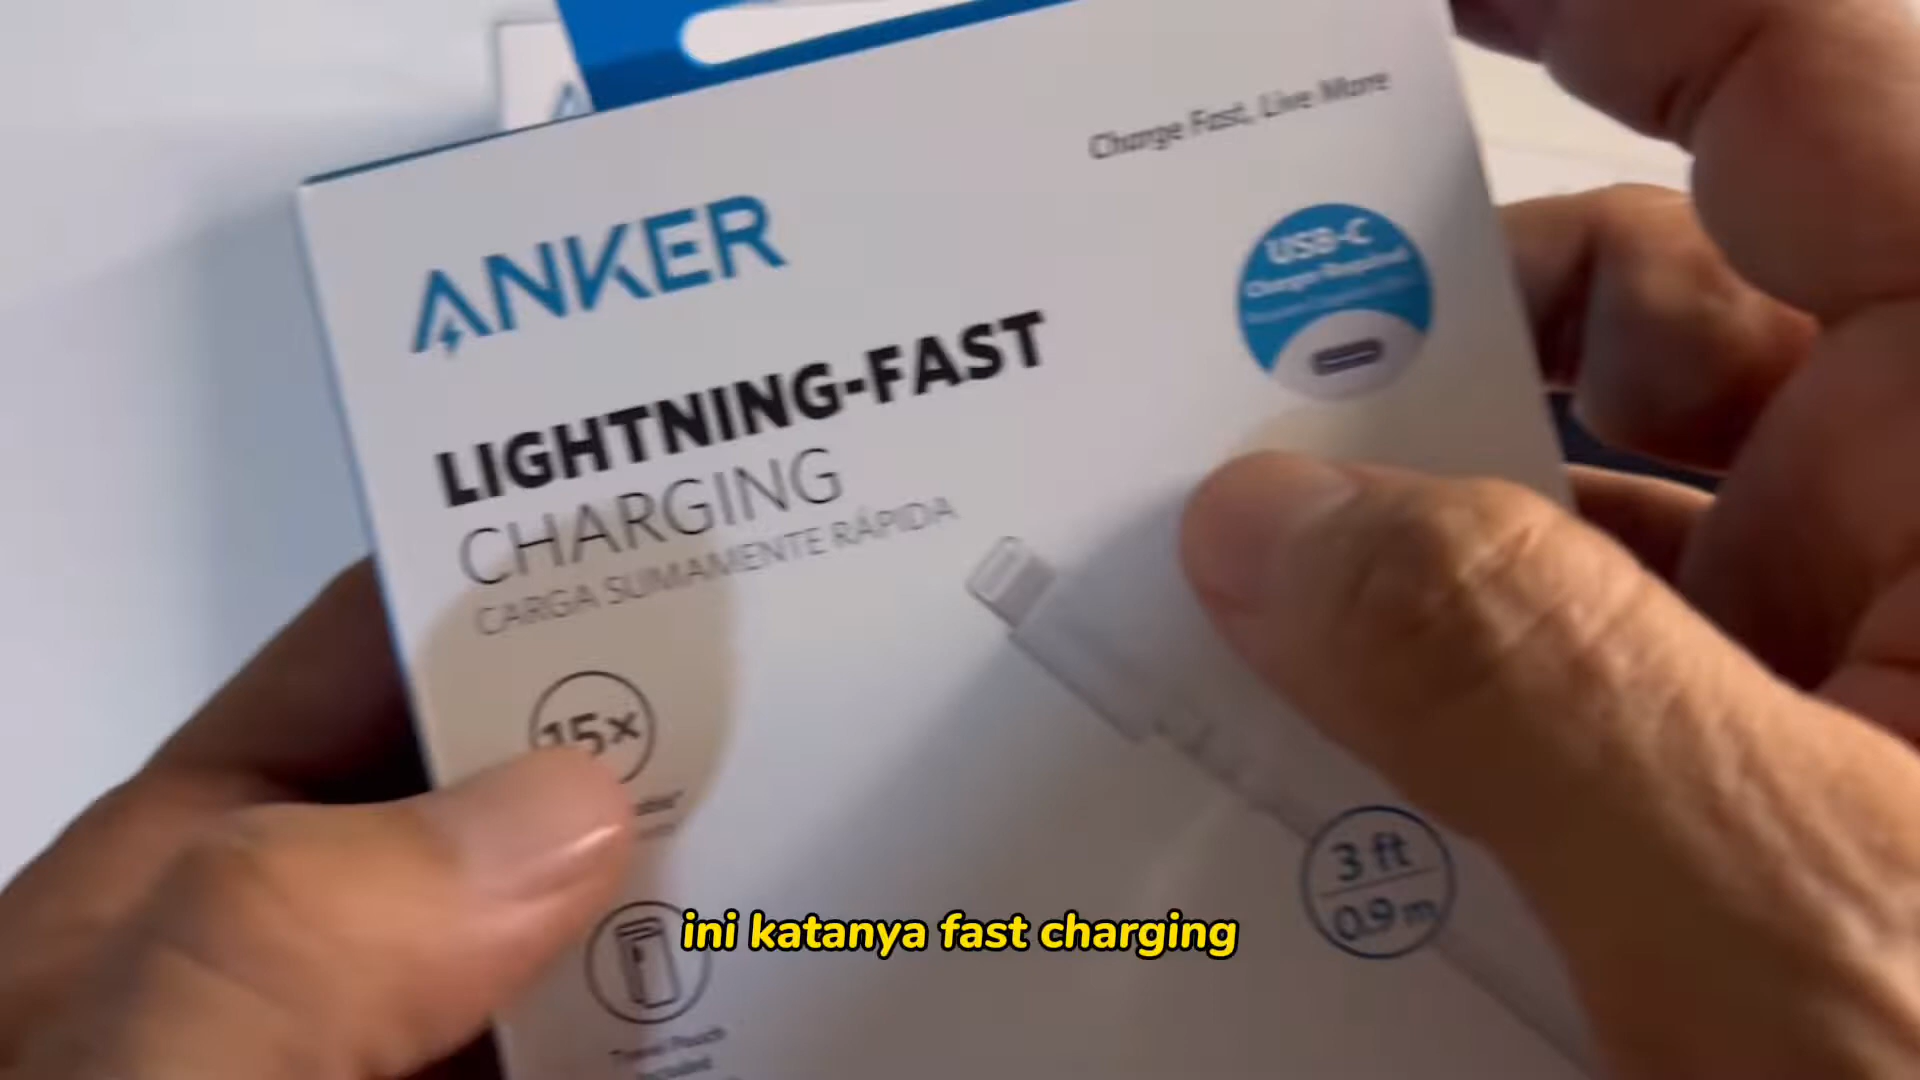 Charge Fast, Live More
ANKER
USB-C
LIGHTNING-FAST
CHARGING
CARGA SUMAMENTE RÁPIDA
15x
3 ft
0.9 m
ini katanya fast charging